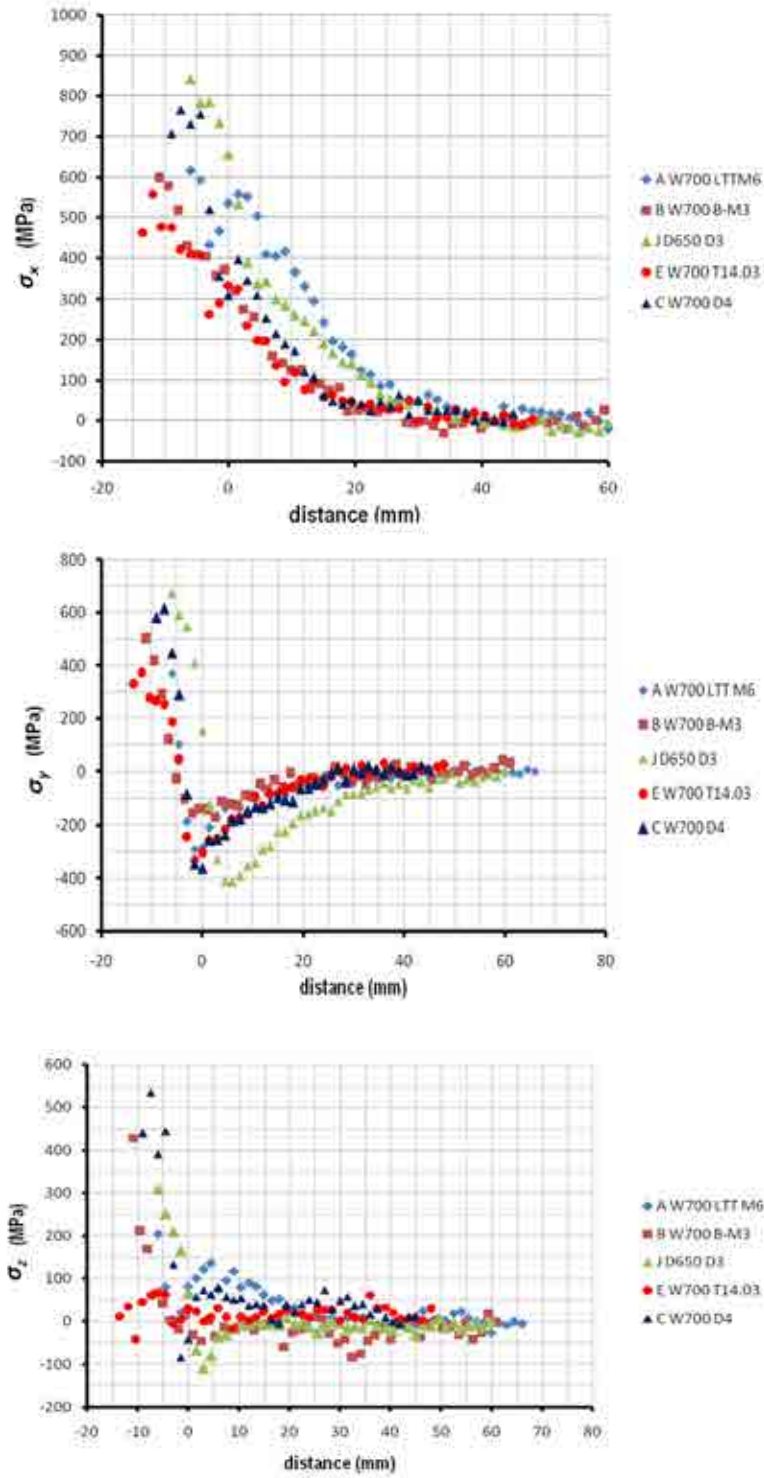 1000
900
800
700
600
500
400
300
200
100
0
-100
-20 0 20 40 60
σx (MPa)
distance (mm)
A W700 LTTM6
B W700 B-M3
J D650 D3
E W700 T14.03
C W700 D4
800
600
400
200
0
-200
-400
-600
-20 0 20 40 60 80
σy (MPa)
distance (mm)
A W700 LTT M6
B W700 B-M3
J D650 D3
E W700 T14.03
C W700 D4
600
500
400
300
200
100
0
-100
-200
-20 -10 0 10 20 30 40 50 60 70 80
σz (MPa)
distance (mm)
A W700 LTT M6
B W700 B-M3
J D650 D3
E W700 T14.03
C W700 D4